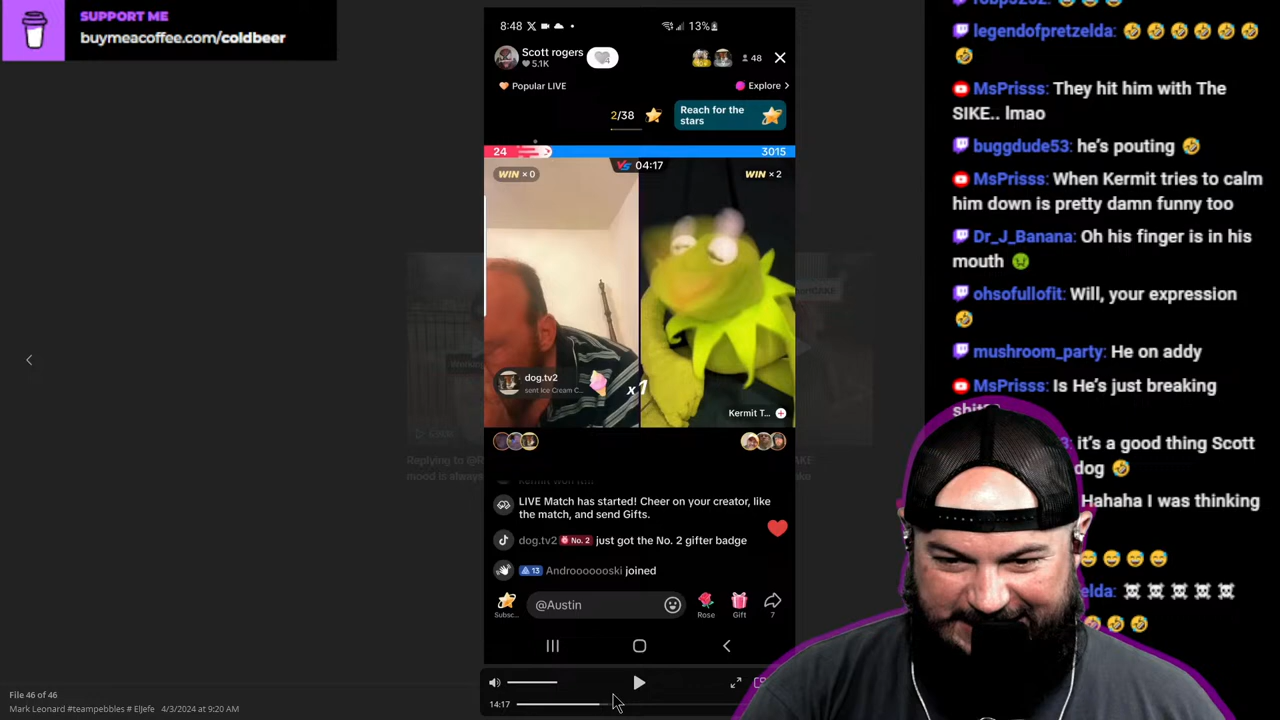 SUPPORT ME
buymeacoffee.com/coldbeer
8:48
13%
Scott rogers
5.1K
48
Popular LIVE
Explore >
2/38
Reach for the
stars
24
3015
VS 04:17
WIN × 0
WIN × 2
dog.tv2
sent Ice Cream C...
x1
Kermit T...
LIVE Match has started! Cheer on your creator, like
the match, and send Gifts.
dog.tv2 No. 2 just got the No. 2 gifter badge
13 Androoooooski joined
Subsc...
@Austin
Rose
Gift
7
14:17
File 46 of 46
Mark Leonard #teampebbles # ElJefe 4/3/2024 at 9:20 AM
legendofpretzelda:
MsPrisss: They hit him with The
SIKE.. lmao
buggdude53: he's pouting
MsPrisss: When Kermit tries to calm
him down is pretty damn funny too
Dr_J_Banana: Oh his finger is in his
mouth
ohsofullofit: Will, your expression
mushroom_party: He on addy
MsPrisss: Is He's just breaking
it's a good thing Scott
dog
Hahaha I was thinking
elda: